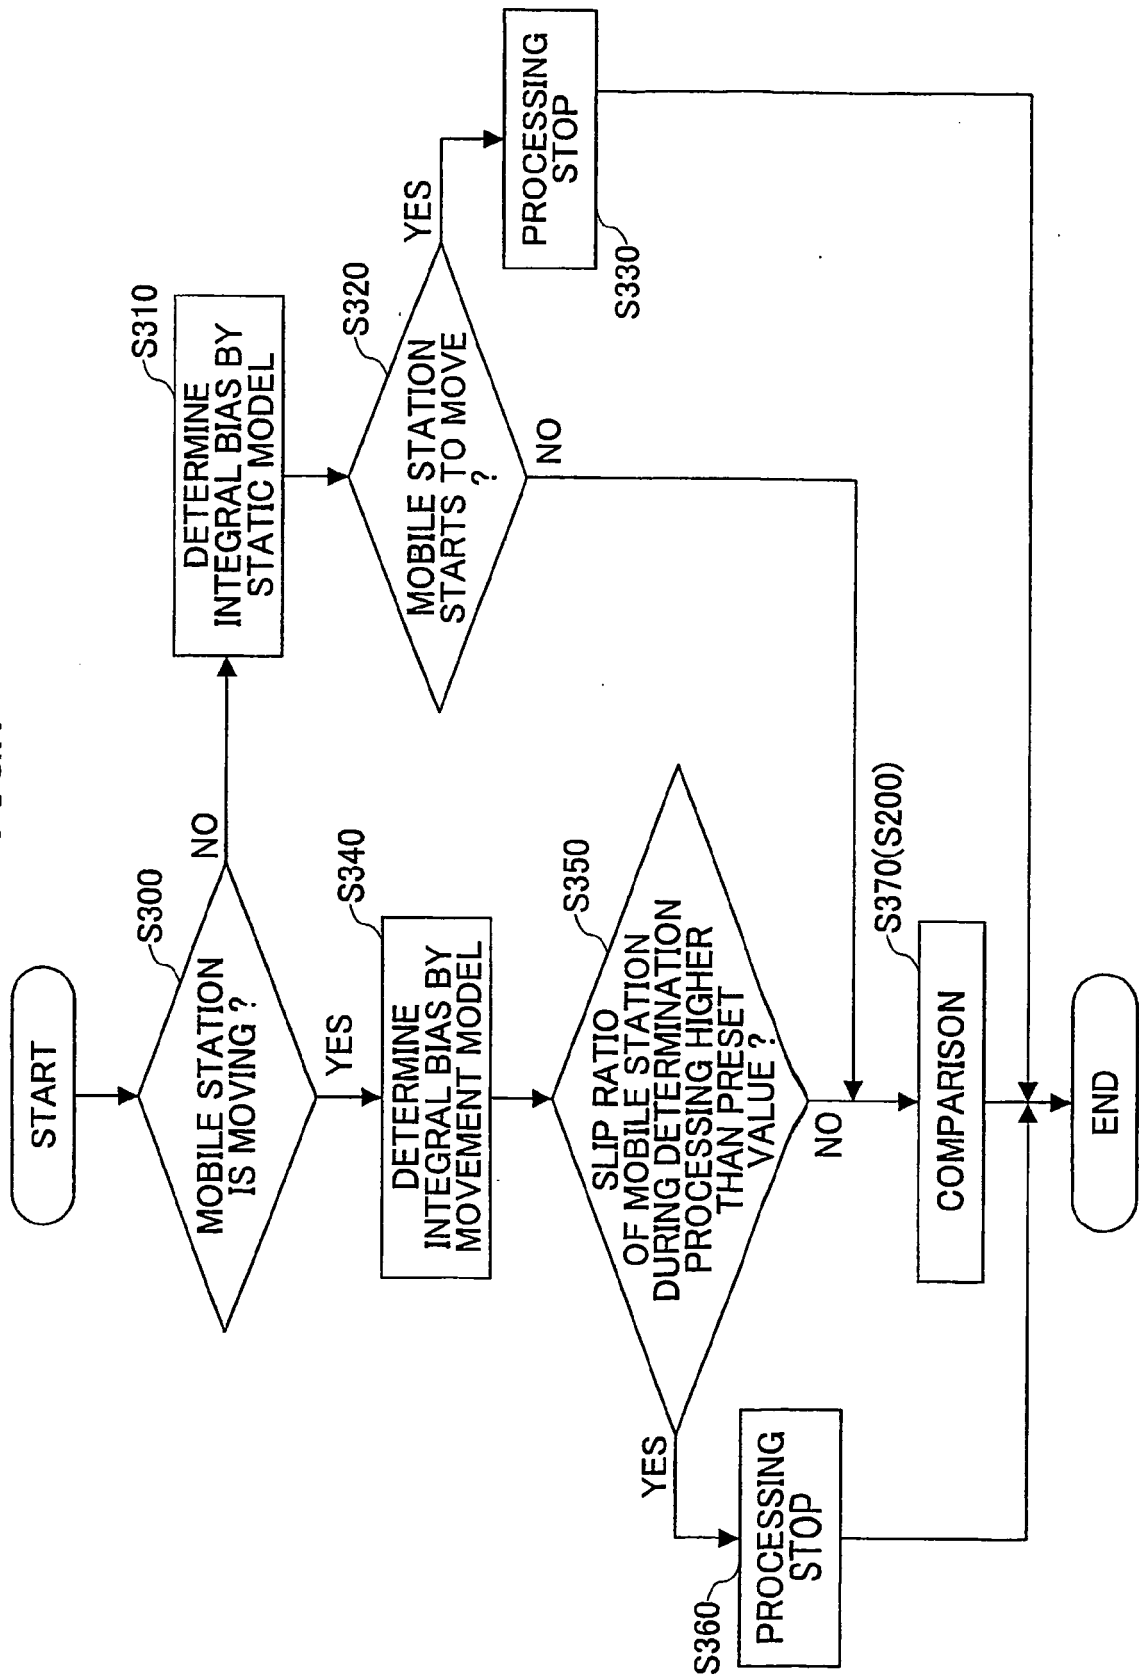 START
S300
MOBILE STATION
IS MOVING ?
NO
YES
S310
DETERMINE
INTEGRAL BIAS BY
STATIC MODEL
S320
MOBILE STATION
STARTS TO MOVE
?
YES
NO
PROCESSING
STOP
S330
S340
DETERMINE
INTEGRAL BIAS BY
MOVEMENT MODEL
S350
SLIP RATIO
OF MOBILE STATION
DURING DETERMINATION
PROCESSING HIGHER
THAN PRESET
VALUE ?
YES
NO
S360
PROCESSING
STOP
S370(S200)
COMPARISON
END